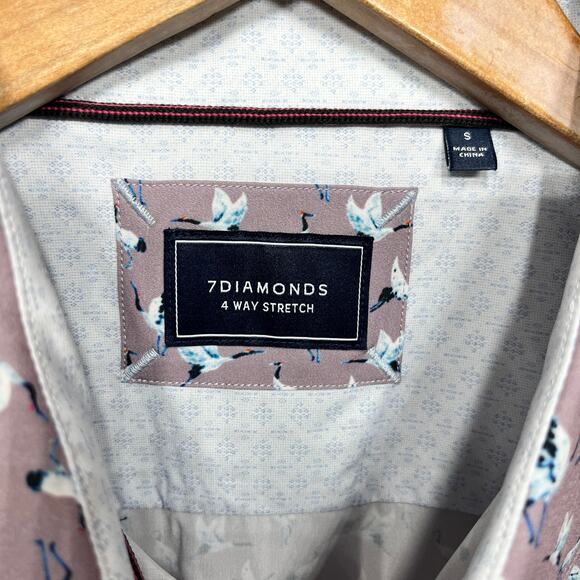 S
MADE IN
CHINA
7DIAMONDS
4 WAY STRETCH